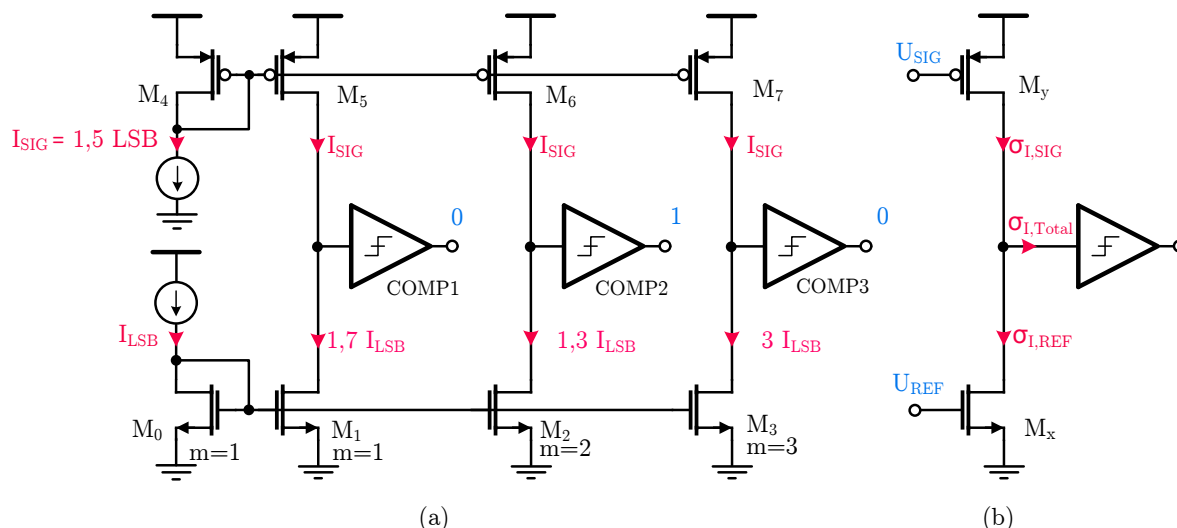 M4
M5
M6
M7
USIG
My
ISIG = 1,5 LSB
ISIG
ISIG
ISIG
σI,SIG
0
1
0
σI,Total
COMP1
COMP2
COMP3
ILSB
1,7 ILSB
1,3 ILSB
3 ILSB
σI,REF
UREF
M0
m=1
M1
m=1
M2
m=2
M3
m=3
Mx
(a)
(b)